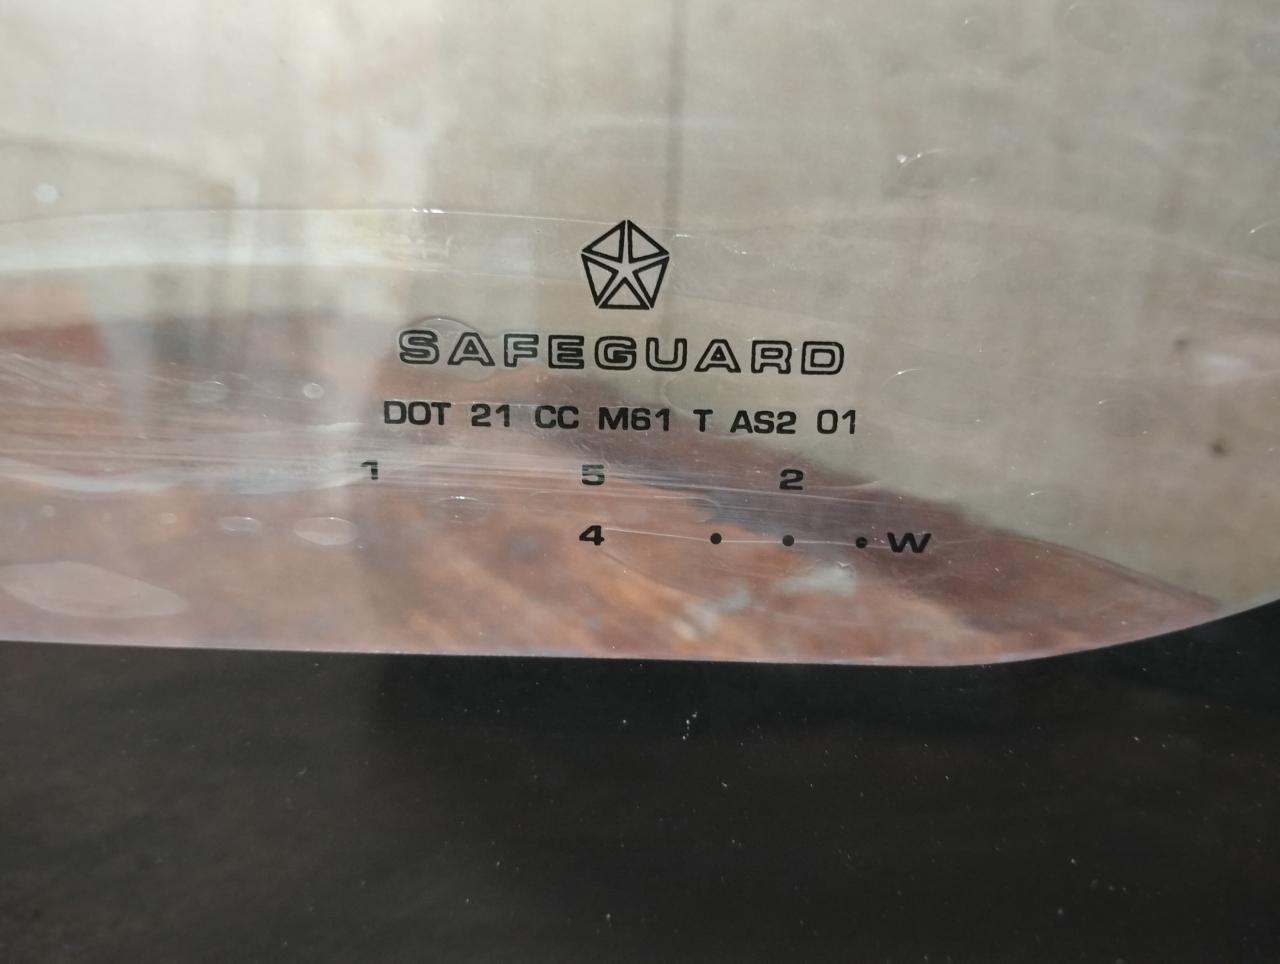 SAFEGUARD
DOT 21 CC M61 T AS2 01
1 5 2
4 • • • W